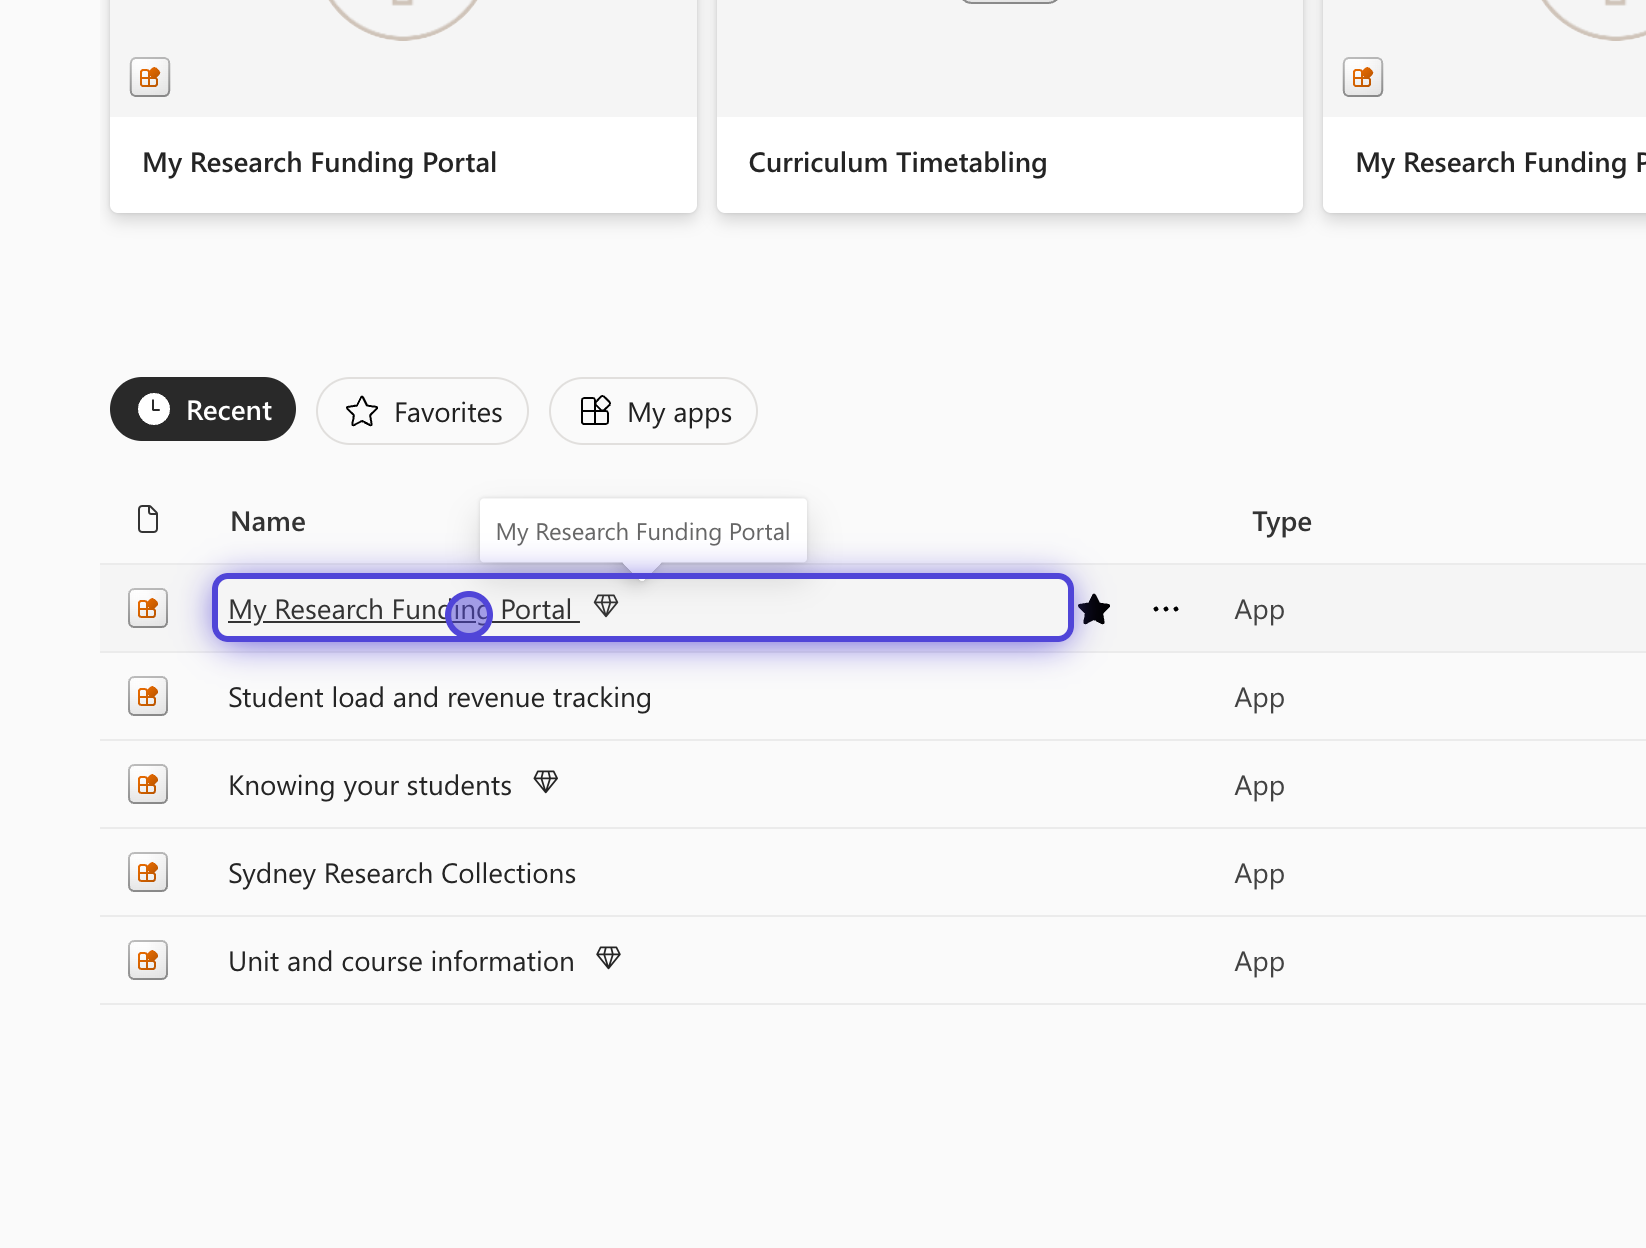 My Research Funding Portal
Curriculum Timetabling
My Research Funding P
Recent
Favorites
My apps
Name
My Research Funding Portal
Type
My Research Funding Portal
App
Student load and revenue tracking
App
Knowing your students
App
Sydney Research Collections
App
Unit and course information
App